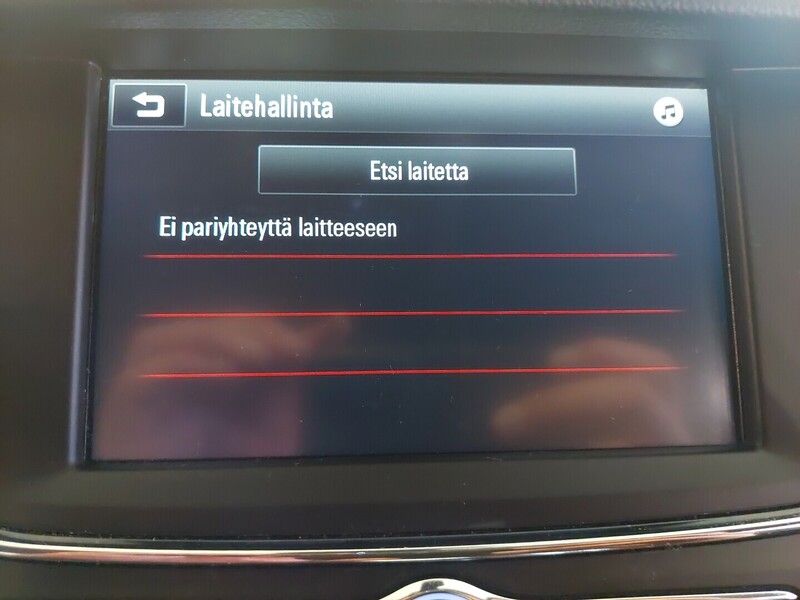 Laitehallinta
Etsi laitetta
Ei pariyhteyttä laitteeseen